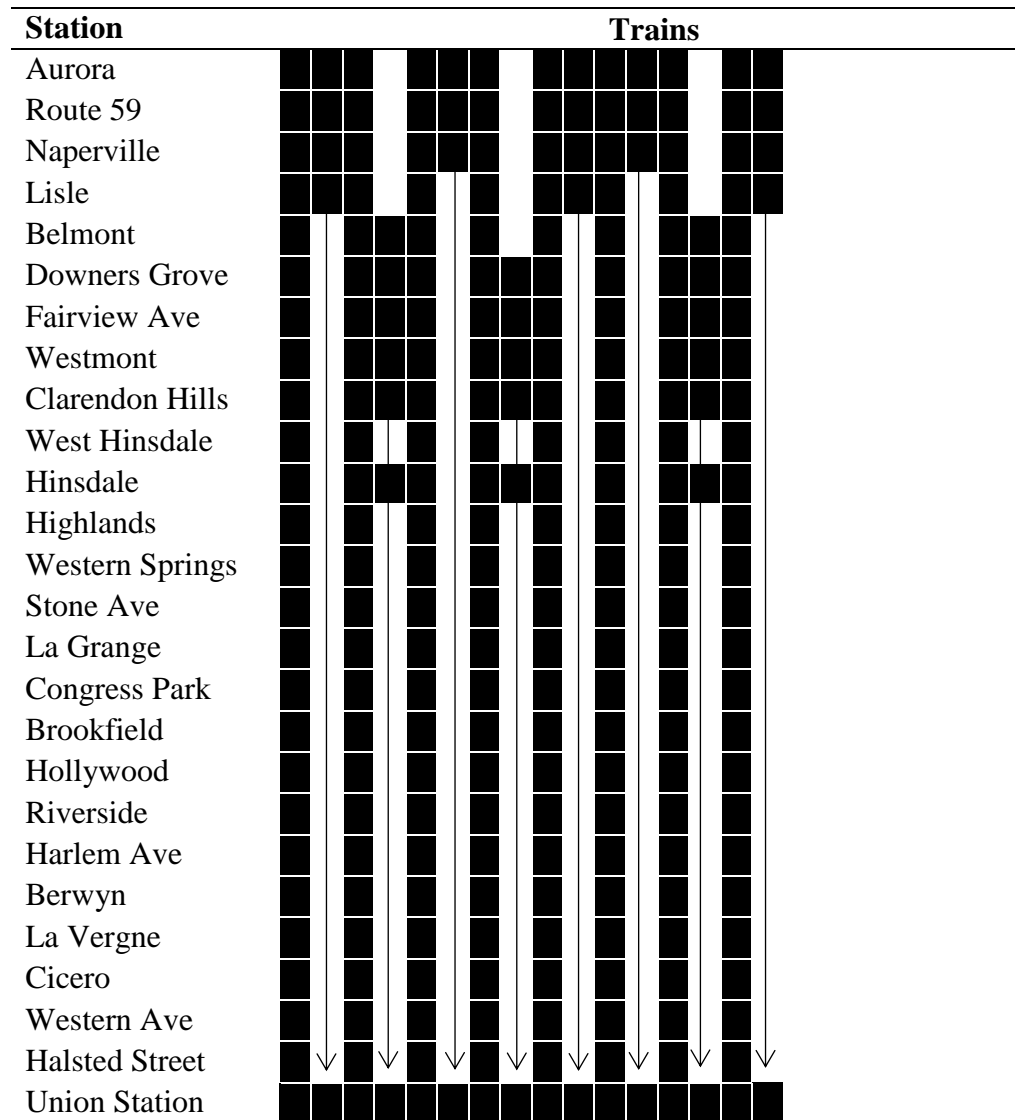 Station Trains
Aurora
Route 59
Naperville
Lisle
Belmont
Downers Grove
Fairview Ave
Westmont
Clarendon Hills
West Hinsdale
Hinsdale
Highlands
Western Springs
Stone Ave
La Grange
Congress Park
Brookfield
Hollywood
Riverside
Harlem Ave
Berwyn
La Vergne
Cicero
Western Ave
Halsted Street
Union Station